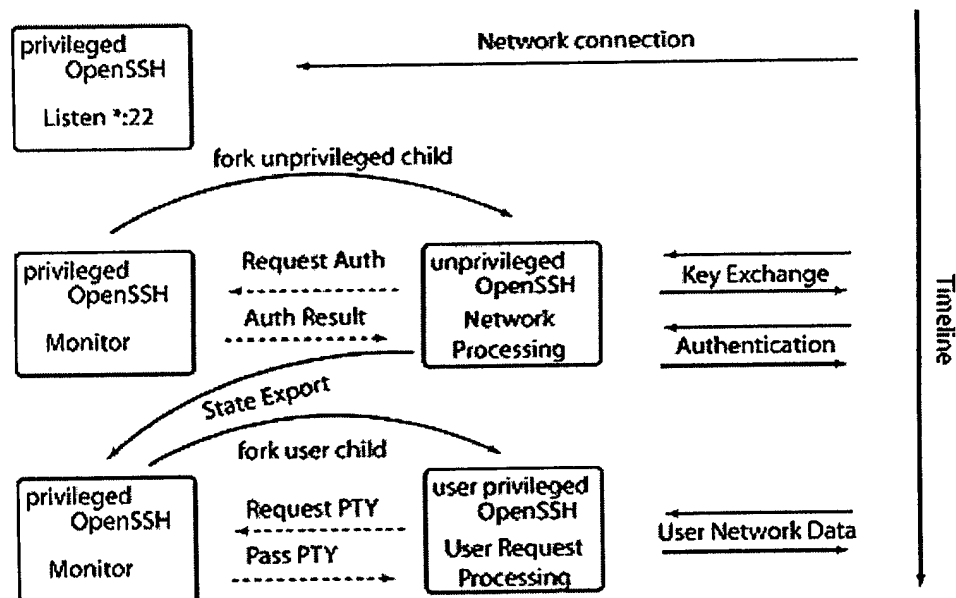 privileged
OpenSSH
Listen *:22
Network connection
fork unprivileged child
privileged
OpenSSH
Monitor
Request Auth
Auth Result
unprivileged
OpenSSH
Network
Processing
Key Exchange
Authentication
Timeline
State Export
fork user child
privileged
OpenSSH
Monitor
Request PTY
Pass PTY
user privileged
OpenSSH
User Request
Processing
User Network Data